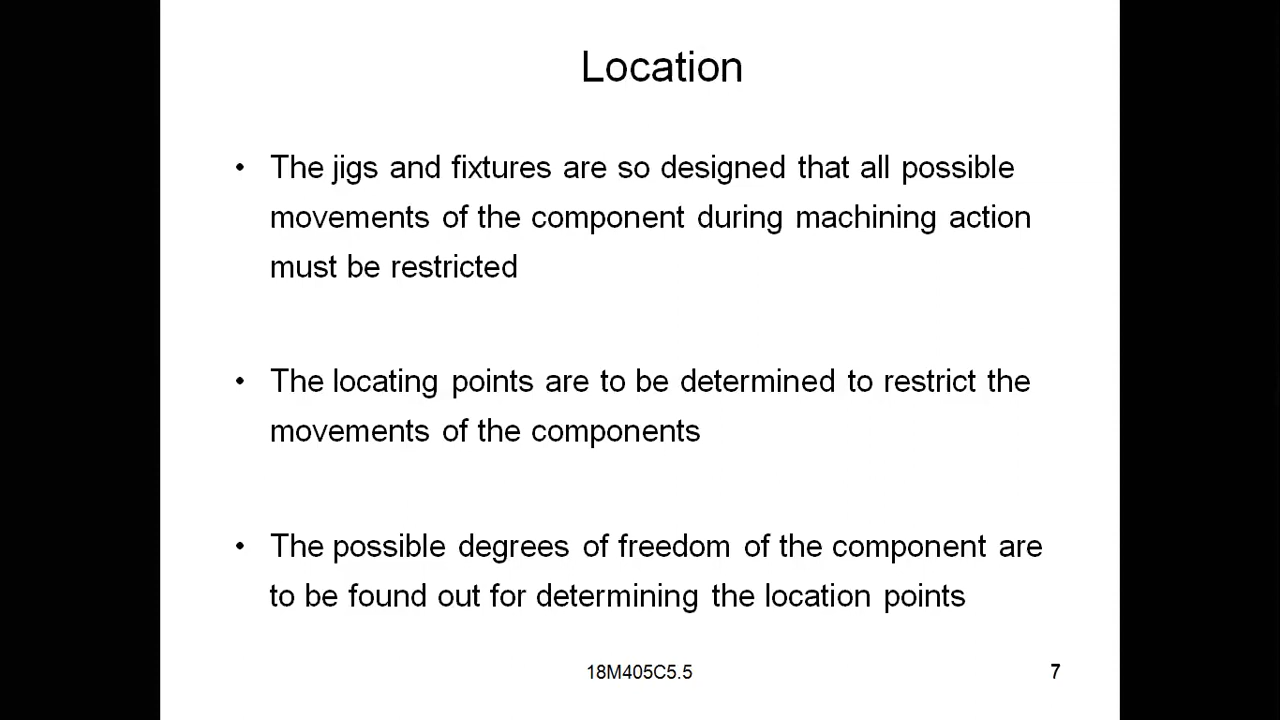 Location
• The jigs and fixtures are so designed that all possible
movements of the component during machining action
must be restricted
• The locating points are to be determined to restrict the
movements of the components
• The possible degrees of freedom of the component are
to be found out for determining the location points
18M405C5.5
7